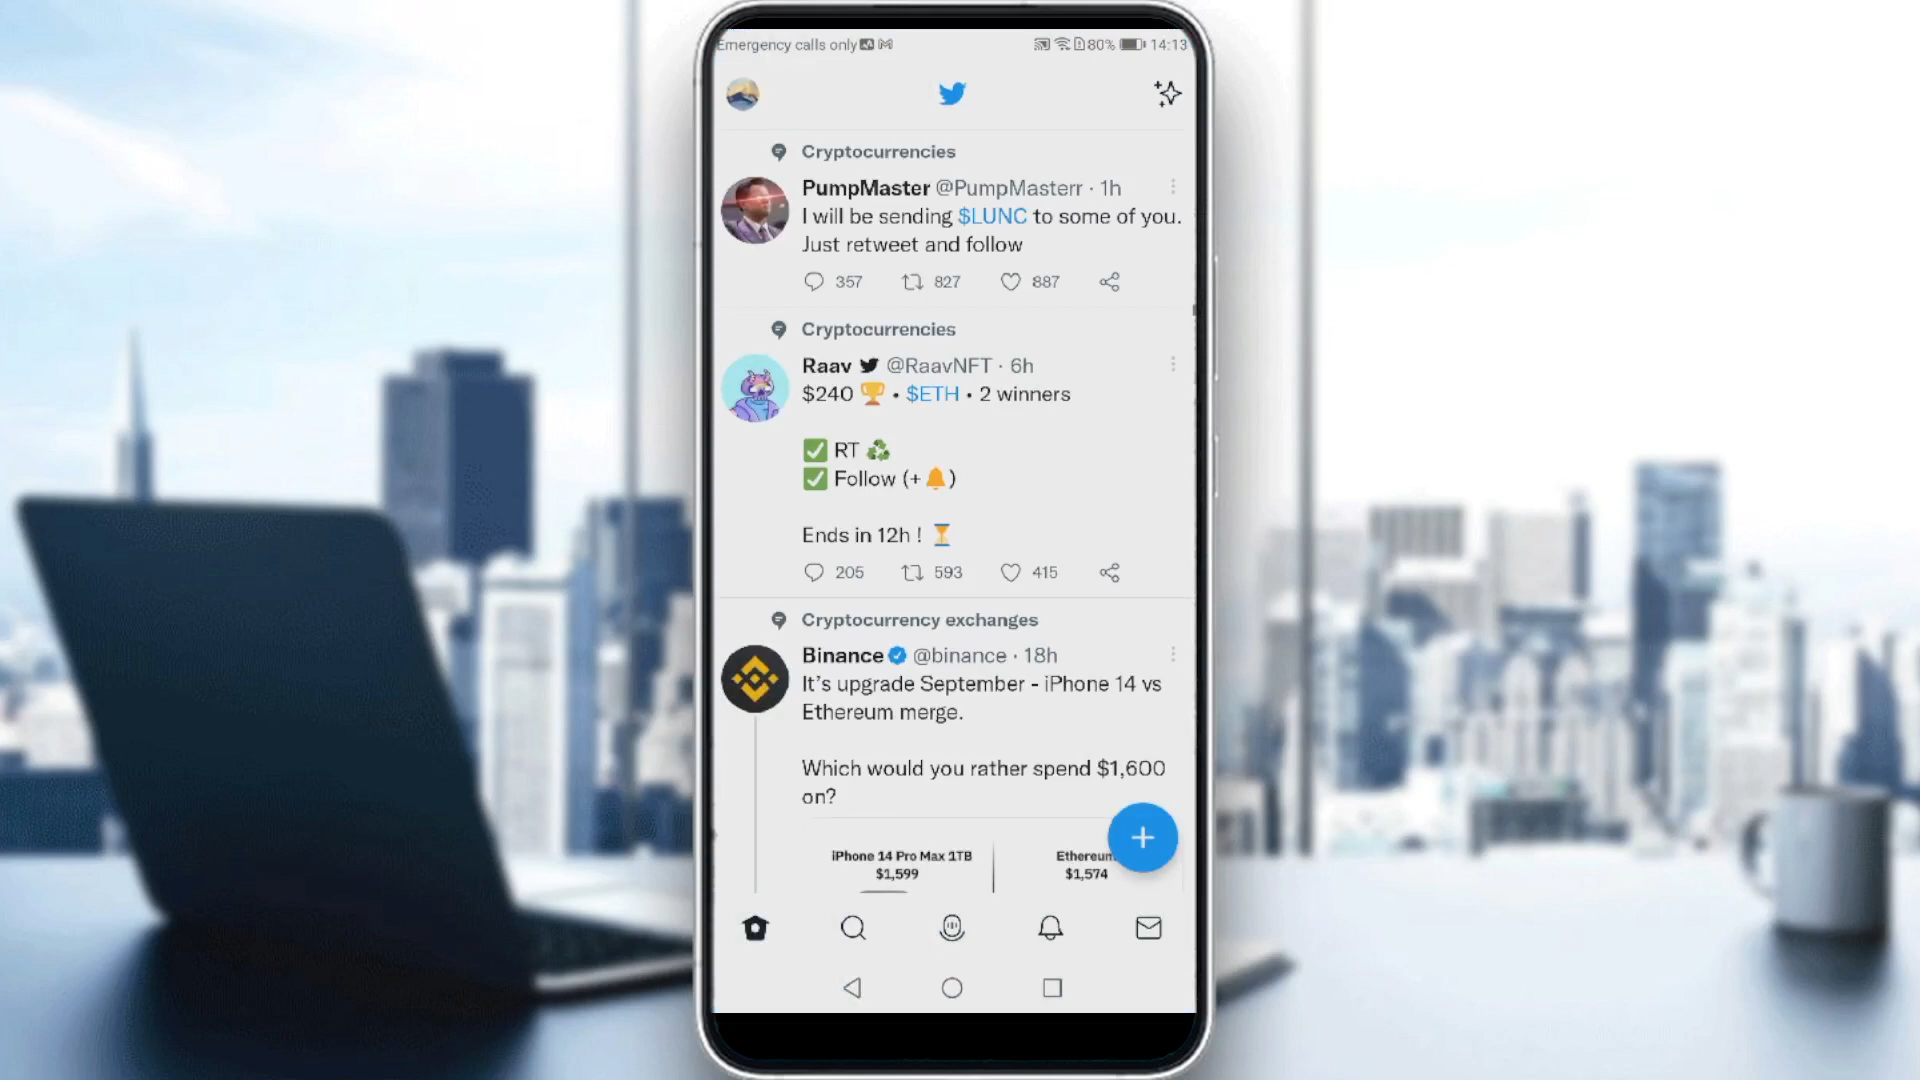 Emergency calls only 80% 14:13
Cryptocurrencies
PumpMaster @PumpMasterr · 1h
I will be sending $LUNC to some of you.
Just retweet and follow
357 827 887
Cryptocurrencies
Raav @RaavNFT · 6h
$240 🏆 • $ETH • 2 winners
✅ RT ♻
✅ Follow (+🔔)
Ends in 12h ! ⏳
205 593 415
Cryptocurrency exchanges
Binance @binance · 18h
It’s upgrade September - iPhone 14 vs
Ethereum merge.
Which would you rather spend $1,600
on?
iPhone 14 Pro Max 1TB Ethereum
$1,599 $1,574